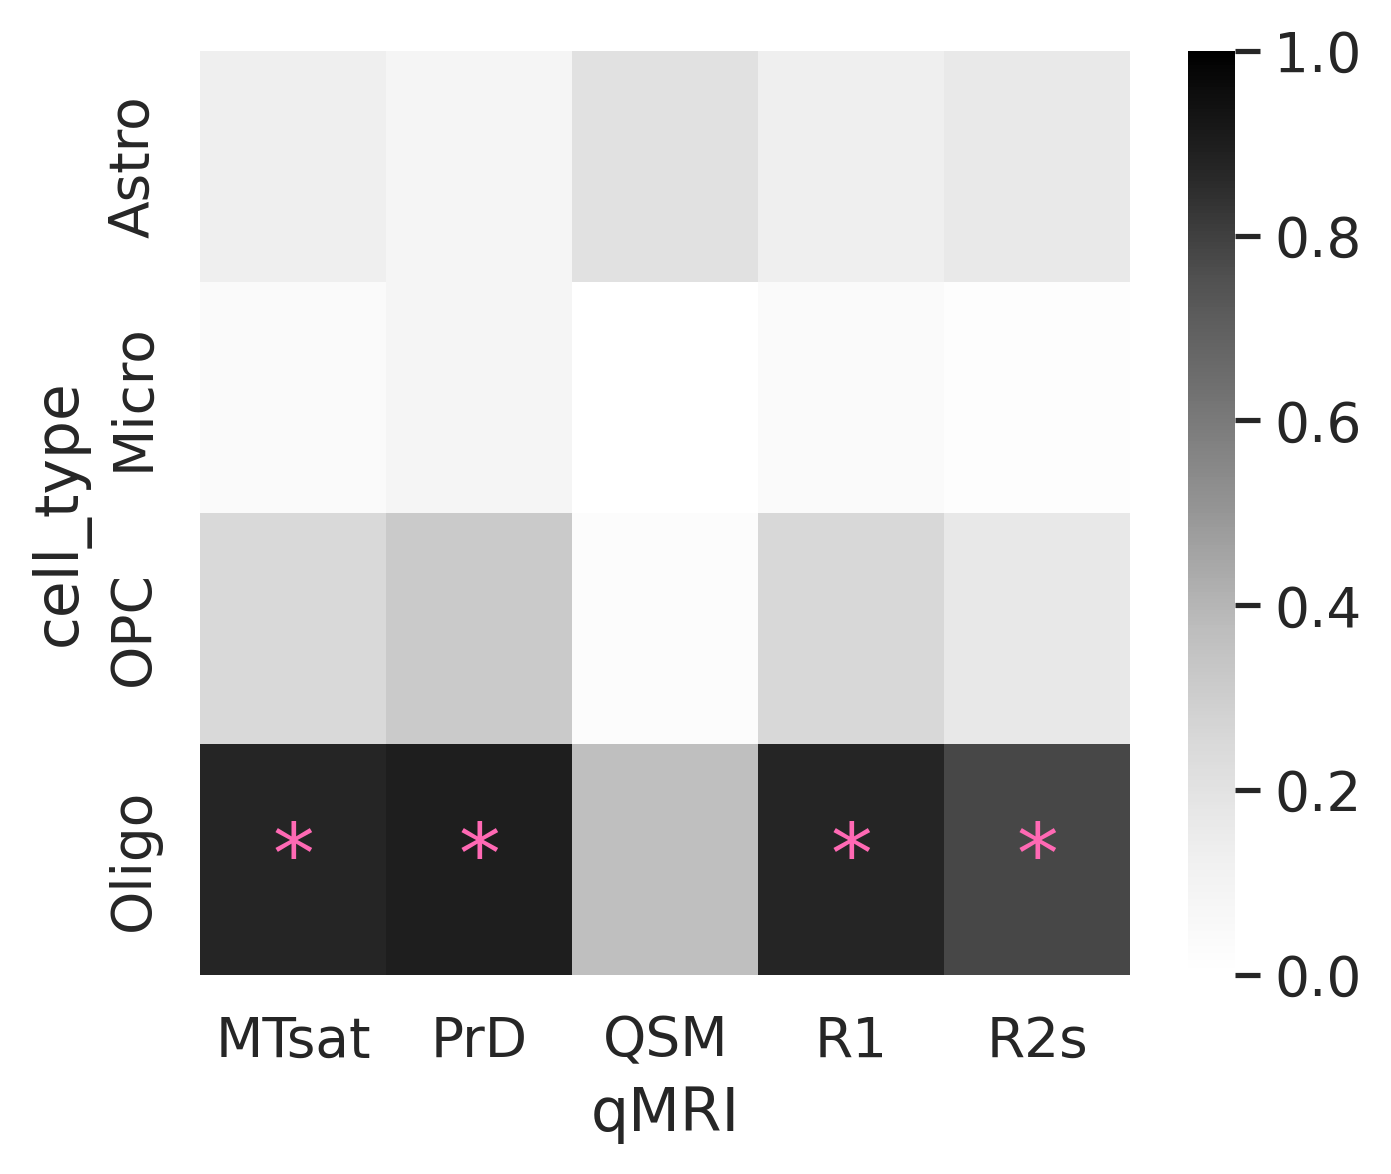 cell_type
Astro
Micro
OPC
Oligo
* * * *
MTsat PrD QSM R1 R2s
qMRI
1.0
0.8
0.6
0.4
0.2
0.0